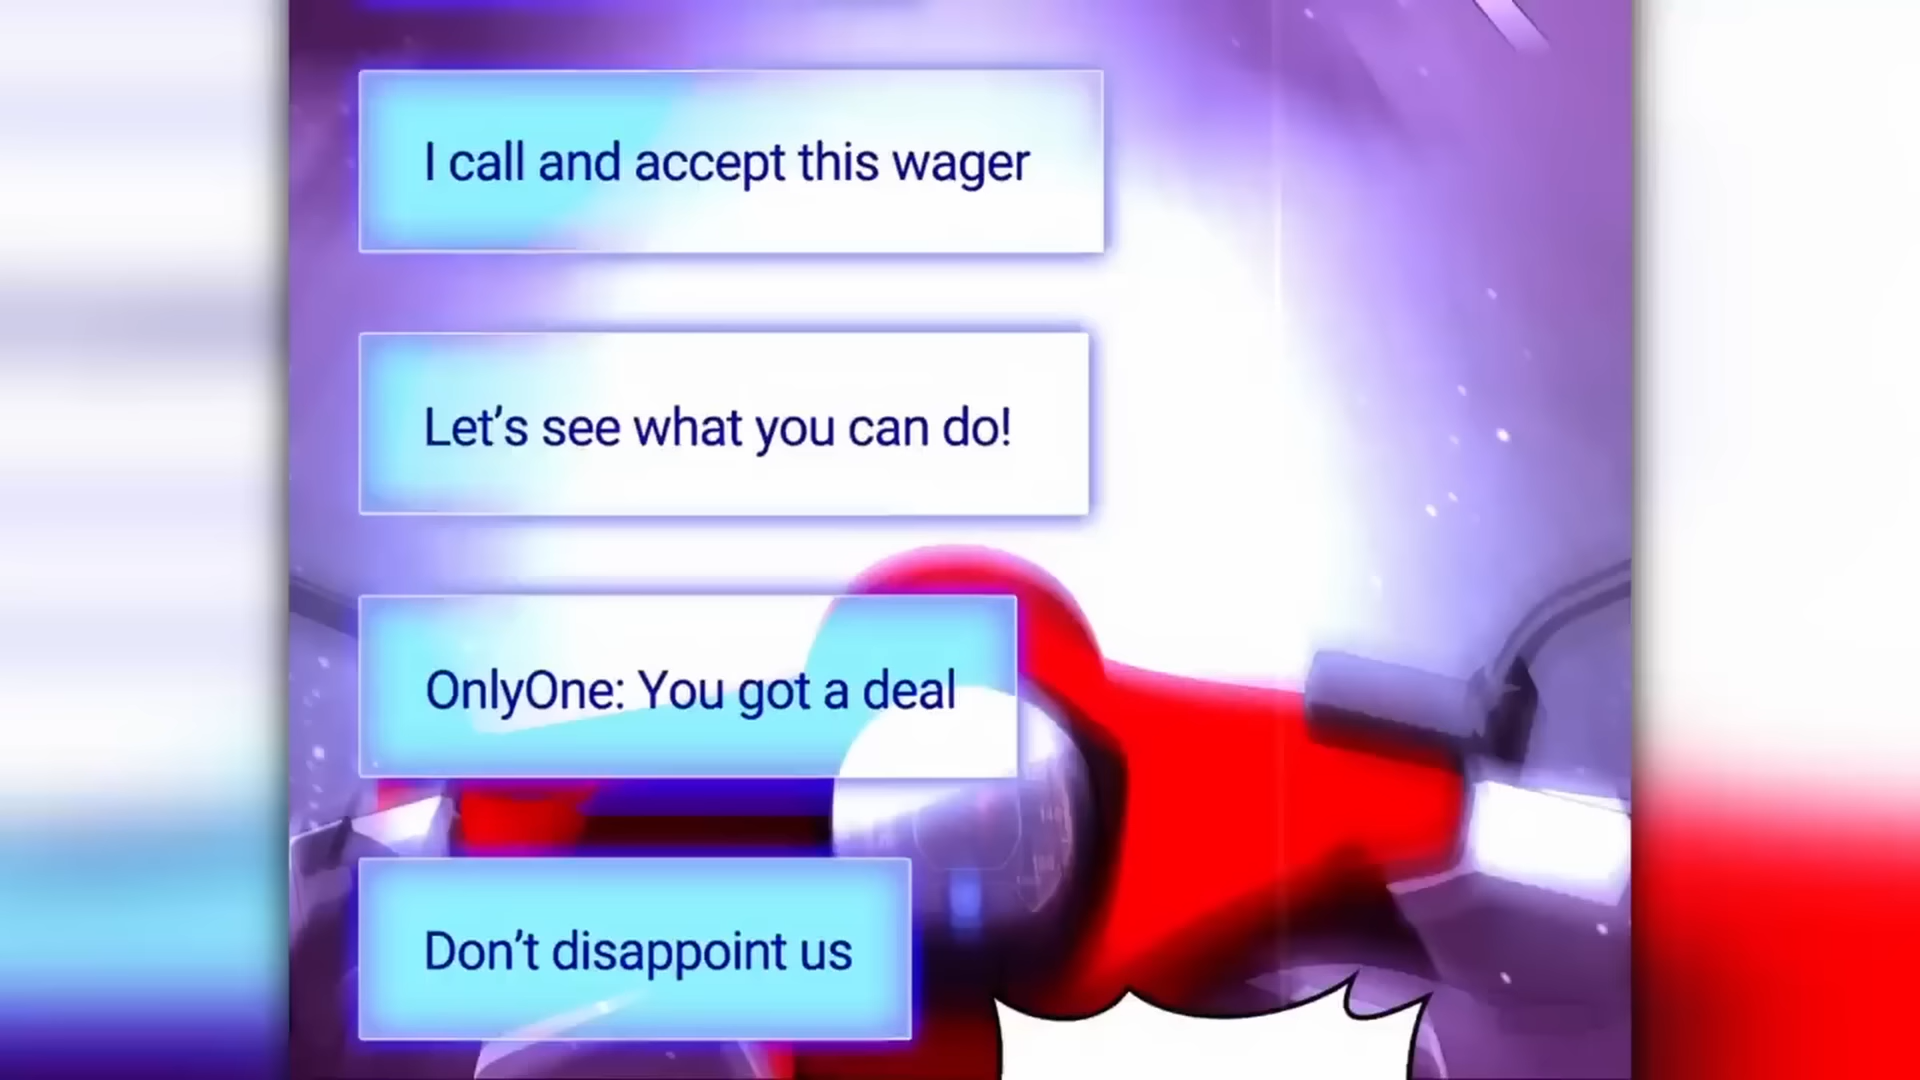 I call and accept this wager
Let’s see what you can do!
OnlyOne: You got a deal
Don’t disappoint us